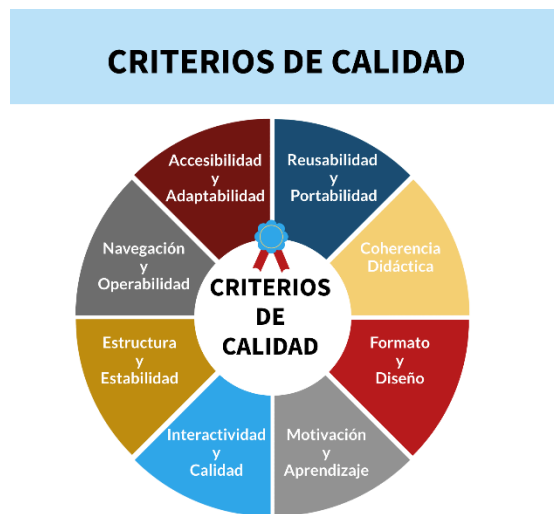 CRITERIOS DE CALIDAD
Accesibilidad
y
Adaptabilidad
Reusabilidad
y
Portabilidad
Navegación
y
Operabilidad
Coherencia
Didáctica
CRITERIOS
DE
CALIDAD
Estructura
y
Estabilidad
Formato
y
Diseño
Interactividad
y
Calidad
Motivación
y
Aprendizaje